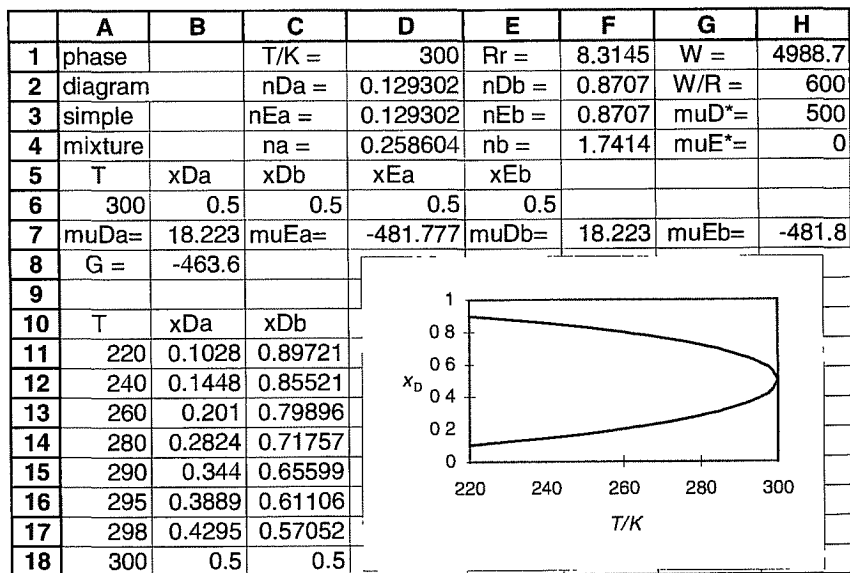 A B C D E F G H
1 phase T/K = 300 Rr = 8.3145 W = 4988.7
2 diagram nDa = 0.129302 nDb = 0.8707 W/R = 600
3 simple nEa = 0.129302 nEb = 0.8707 muD*= 500
4 mixture na = 0.258604 nb = 1.7414 muE*= 0
5 T xDa xDb xEa xEb
6 300 0.5 0.5 0.5 0.5
7 muDa= 18.223 muEa= -481.777 muDb= 18.223 muEb= -481.8
8 G = -463.6
9
10 T xDa xDb
11 220 0.1028 0.89721
12 240 0.1448 0.85521
13 260 0.201 0.79896
14 280 0.2824 0.71757
15 290 0.344 0.65599
16 295 0.3889 0.61106
17 298 0.4295 0.57052
18 300 0.5 0.5
1
0 8
0 6
xD
0 4
0 2
0
220 240 260 280 300
T/K